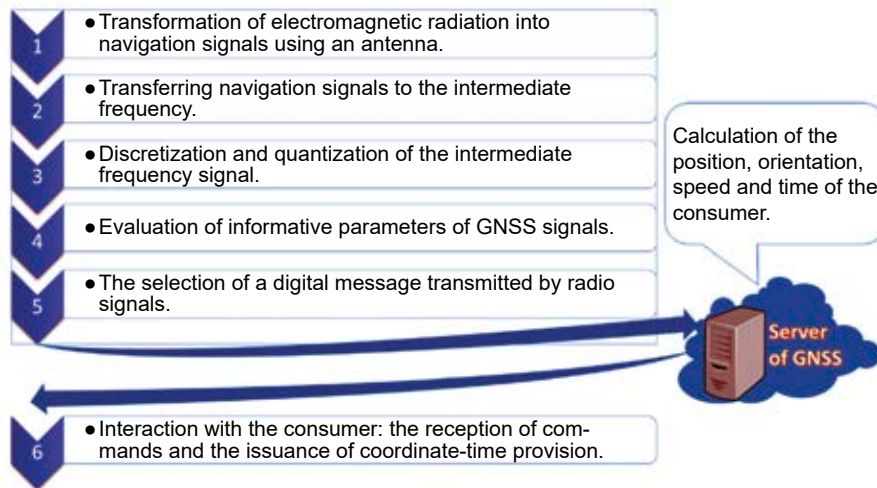 1
● Transformation of electromagnetic radiation into
navigation signals using an antenna.
2
● Transferring navigation signals to the intermediate
frequency.
3
● Discretization and quantization of the intermediate
frequency signal.
4
● Evaluation of informative parameters of GNSS signals.
5
● The selection of a digital message transmitted by radio
signals.
Calculation of the
position, orientation,
speed and time of the
consumer.
Server
of GNSS
6
● Interaction with the consumer: the reception of com-
mands and the issuance of coordinate-time provision.